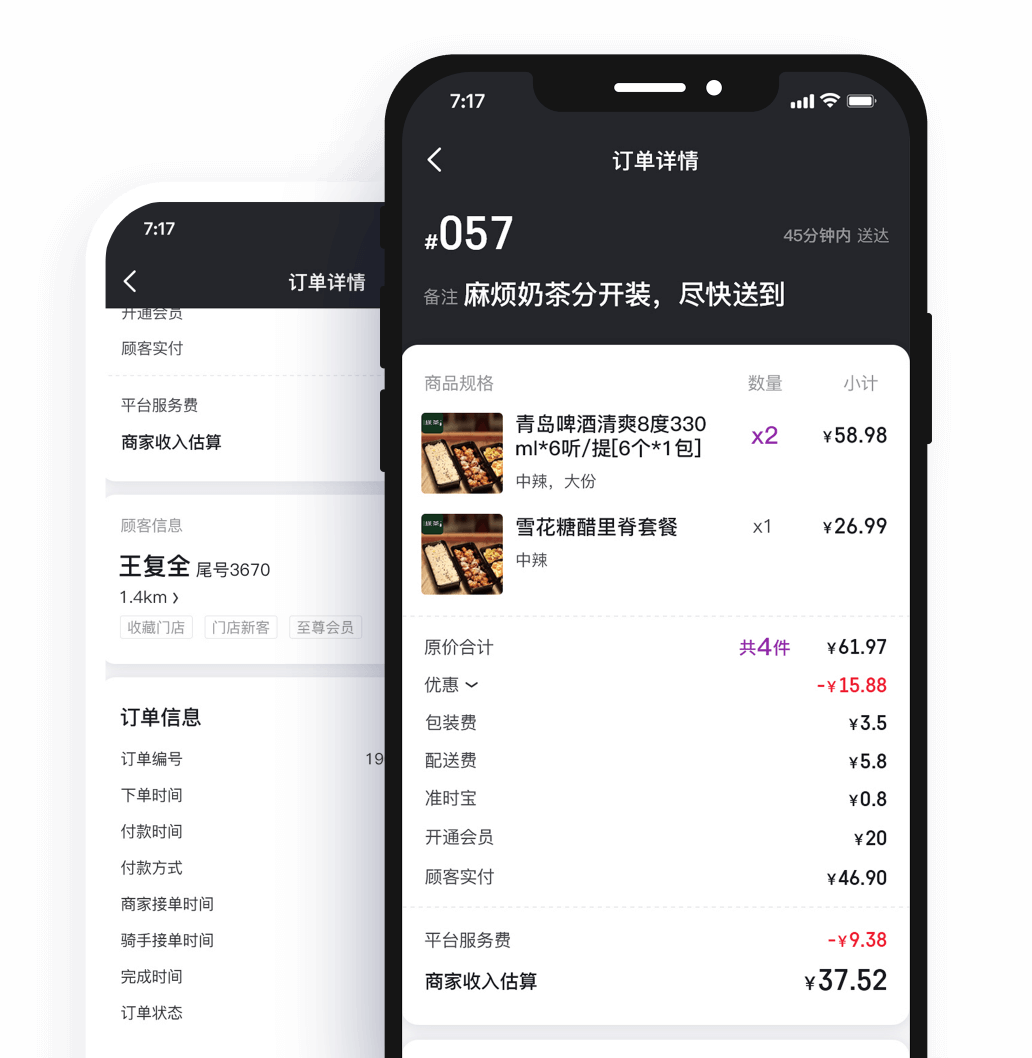 7:17
订单详情
开通会员
顾客实付
平台服务费
商家收入估算
顾客信息
王复全 尾号3670
1.4km ›
收藏门店 门店新客 至尊会员
订单信息
订单编号 19
下单时间
付款时间
付款方式
商家接单时间
骑手接单时间
完成时间
订单状态
7:17
订单详情
#057 45分钟内 送达
备注 麻烦奶茶分开装，尽快送到
商品规格 数量 小计
青岛啤酒清爽8度330
ml*6听/提[6个*1包] x2 ¥58.98
中辣，大份
雪花糖醋里脊套餐 x1 ¥26.99
中辣
原价合计 共4件 ¥61.97
优惠 -¥15.88
包装费 ¥3.5
配送费 ¥5.8
准时宝 ¥0.8
开通会员 ¥20
顾客实付 ¥46.90
平台服务费 -¥9.38
商家收入估算 ¥37.52